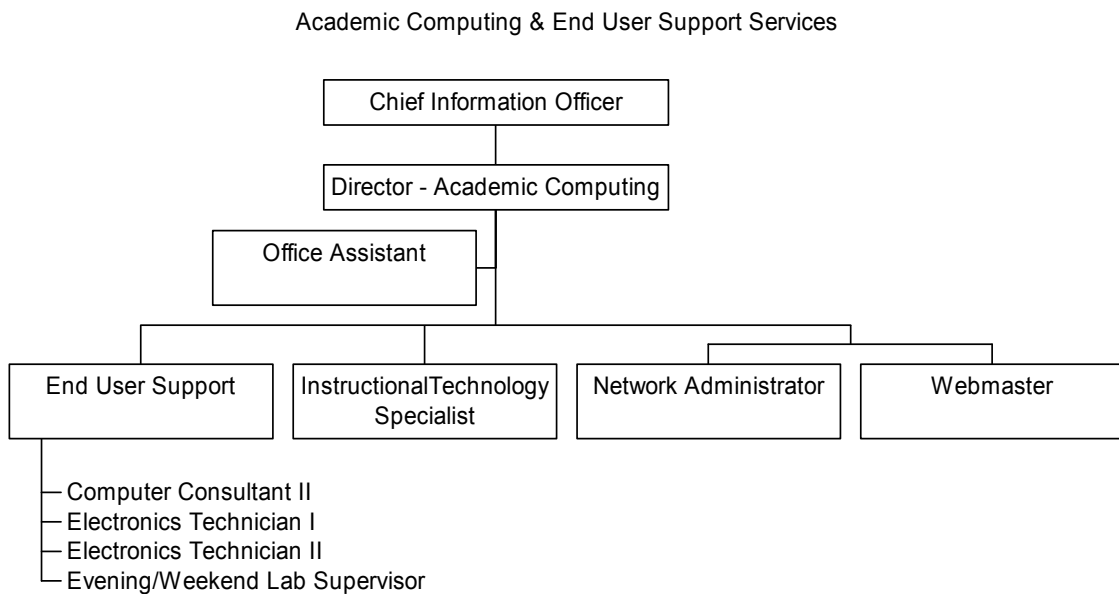 Academic Computing & End User Support Services
Chief Information Officer
Director - Academic Computing
Office Assistant
End User Support
InstructionalTechnology
Specialist
Network Administrator
Webmaster
Computer Consultant II
Electronics Technician I
Electronics Technician II
Evening/Weekend Lab Supervisor